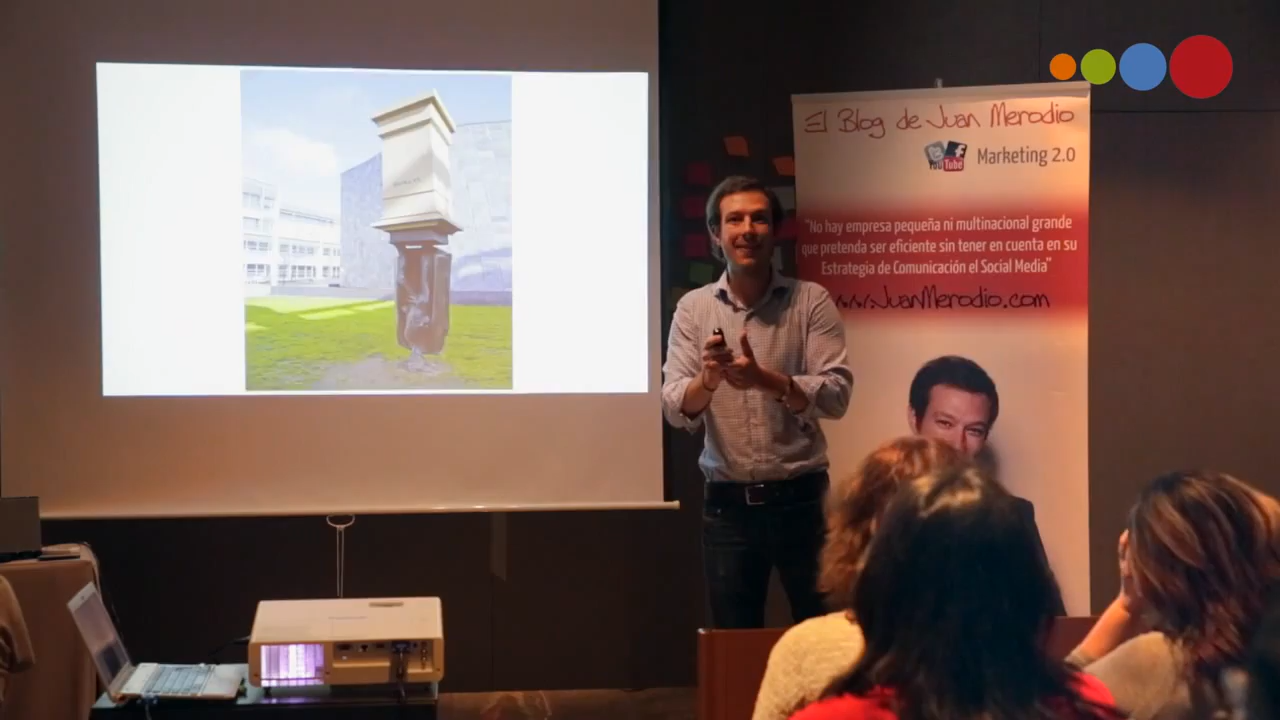 El Blog de Juan Merodio
You
Tube
Marketing 2.0
"No hay empresa pequeña ni multinacional grande
que pretenda ser eficiente sin tener en cuenta en su
Estrategia de Comunicación el Social Media"
www.JuanMerodio.com